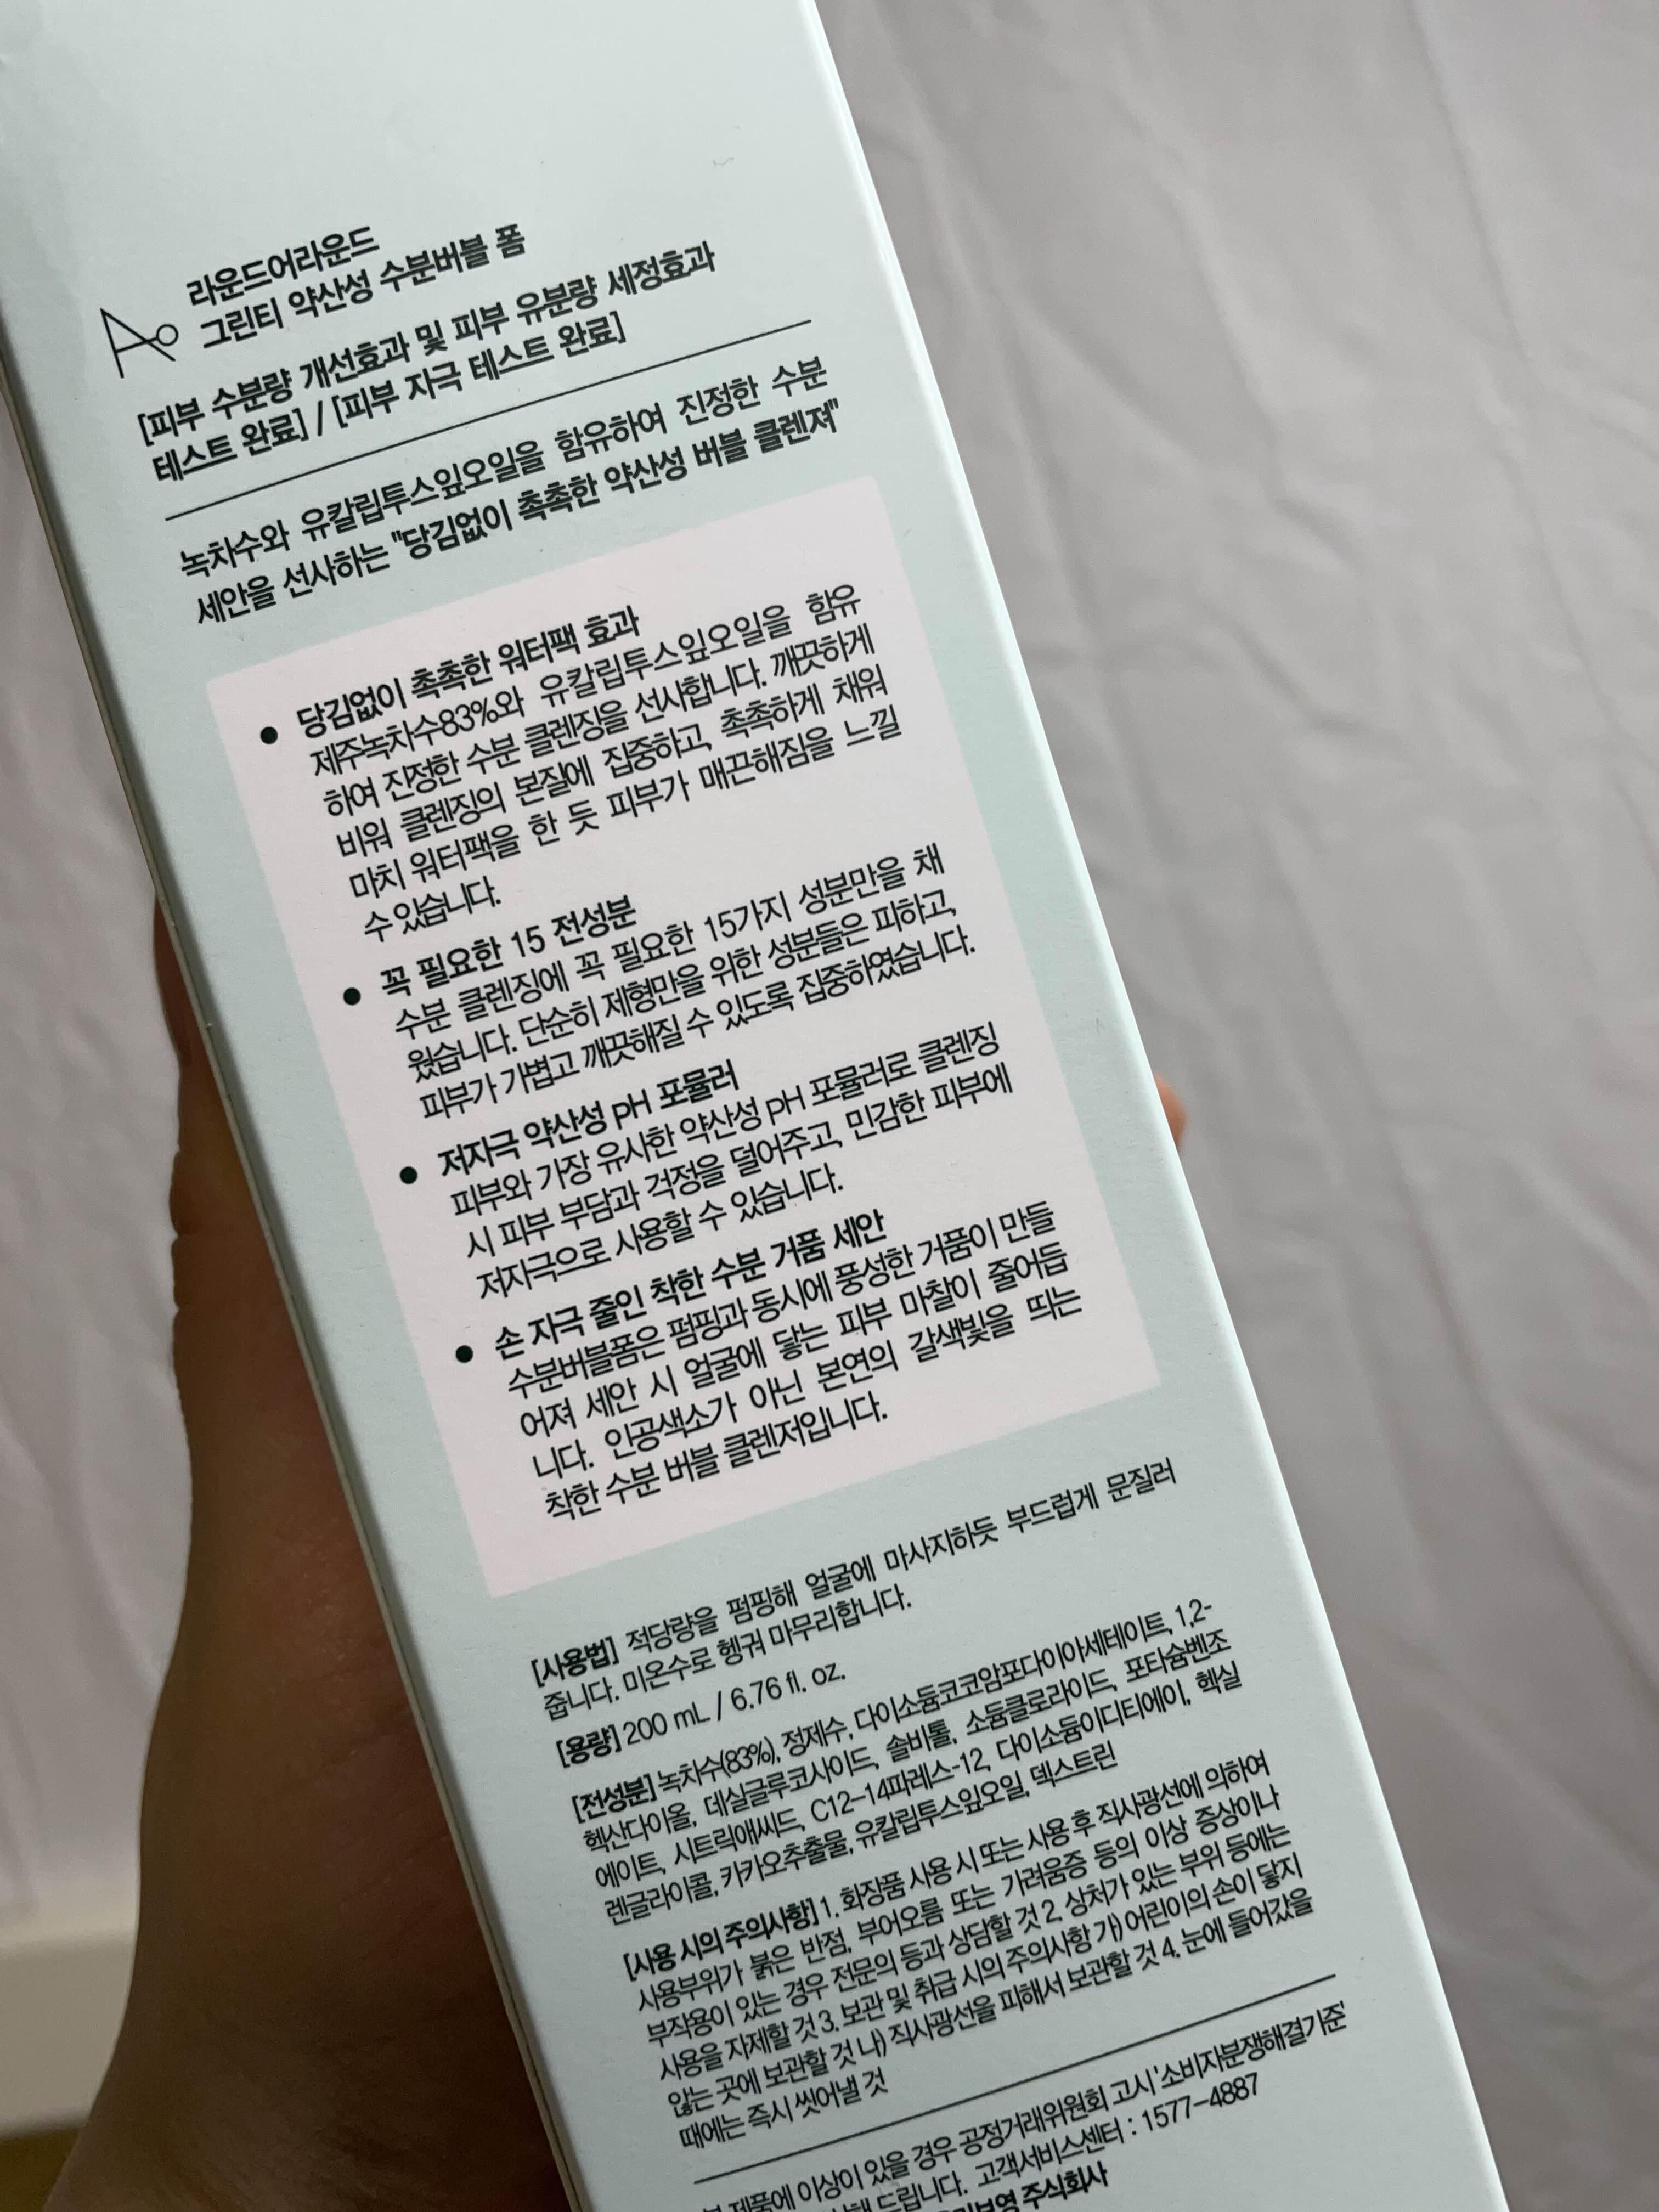 라운드어라운드
그린티 약산성 수분버블 폼
[피부 수분량 개선효과 및 피부 유분량 세정효과
테스트 완료] / [피부 자극 테스트 완료]
녹차수와 유칼립투스잎오일을 함유하여 진정한 수분
세안을 선사하는 "당김없이 촉촉한 약산성 버블 클렌져"
● 당김없이 촉촉한 워터팩 효과
제주녹차수83%와 유칼립투스잎오일을 함유
하여 진정한 수분 클렌징을 선사합니다. 깨끗하게
비워 클렌징의 본질에 집중하고, 촉촉하게 채워
마치 워터팩을 한 듯 피부가 매끈해짐을 느낄
수 있습니다.
● 꼭 필요한 15 전성분
수분 클렌징에 꼭 필요한 15가지 성분만을 채
웠습니다. 단순히 제형만을 위한 성분들은 피하고,
피부가 가볍고 깨끗해질 수 있도록 집중하였습니다.
● 저자극 약산성 pH 포뮬러
피부와 가장 유사한 약산성 pH 포뮬러로 클렌징
시 피부 부담과 걱정을 덜어주고, 민감한 피부에
저자극으로 사용할 수 있습니다.
● 손 자극 줄인 착한 수분 거품 세안
수분버블폼은 펌핑과 동시에 풍성한 거품이 만들
어져 세안 시 얼굴에 닿는 피부 마찰이 줄어듭
니다. 인공색소가 아닌 본연의 갈색빛을 띄는
착한 수분 버블 클렌저입니다.
[사용법] 적당량을 펌핑해 얼굴에 마사지하듯 부드럽게 문질러
줍니다. 미온수로 헹궈 마무리합니다.
[용량] 200 mL / 6.76 fl. oz.
[전성분] 녹차수(83%), 정제수, 다이소듐코코암포다이아세테이트, 1,2-
헥산다이올, 데실글루코사이드, 솔비톨, 소듐클로라이드, 포타슘벤조
에이트, 시트릭애씨드, C12-14파레스-12, 다이소듐이디티에이, 헥실
렌글라이콜, 카카오추출물, 유칼립투스잎오일, 덱스트린
[사용 시의 주의사항] 1. 화장품 사용 시 또는 사용 후 직사광선에 의하여
사용부위가 붉은 반점, 부어오름 또는 가려움증 등의 이상 증상이나
부작용이 있는 경우 전문의 등과 상담할 것 2. 상처가 있는 부위 등에는
사용을 자제할 것 3. 보관 및 취급 시의 주의사항 가) 어린이의 손이 닿지
않는 곳에 보관할 것 나) 직사광선을 피해서 보관할 것 4. 눈에 들어갔을
때에는 즉시 씻어낼 것
본 제품에 이상이 있을 경우 공정거래위원회 고시 '소비자분쟁해결기준'
드립니다. 고객서비스센터 : 1577-4887
주식회사